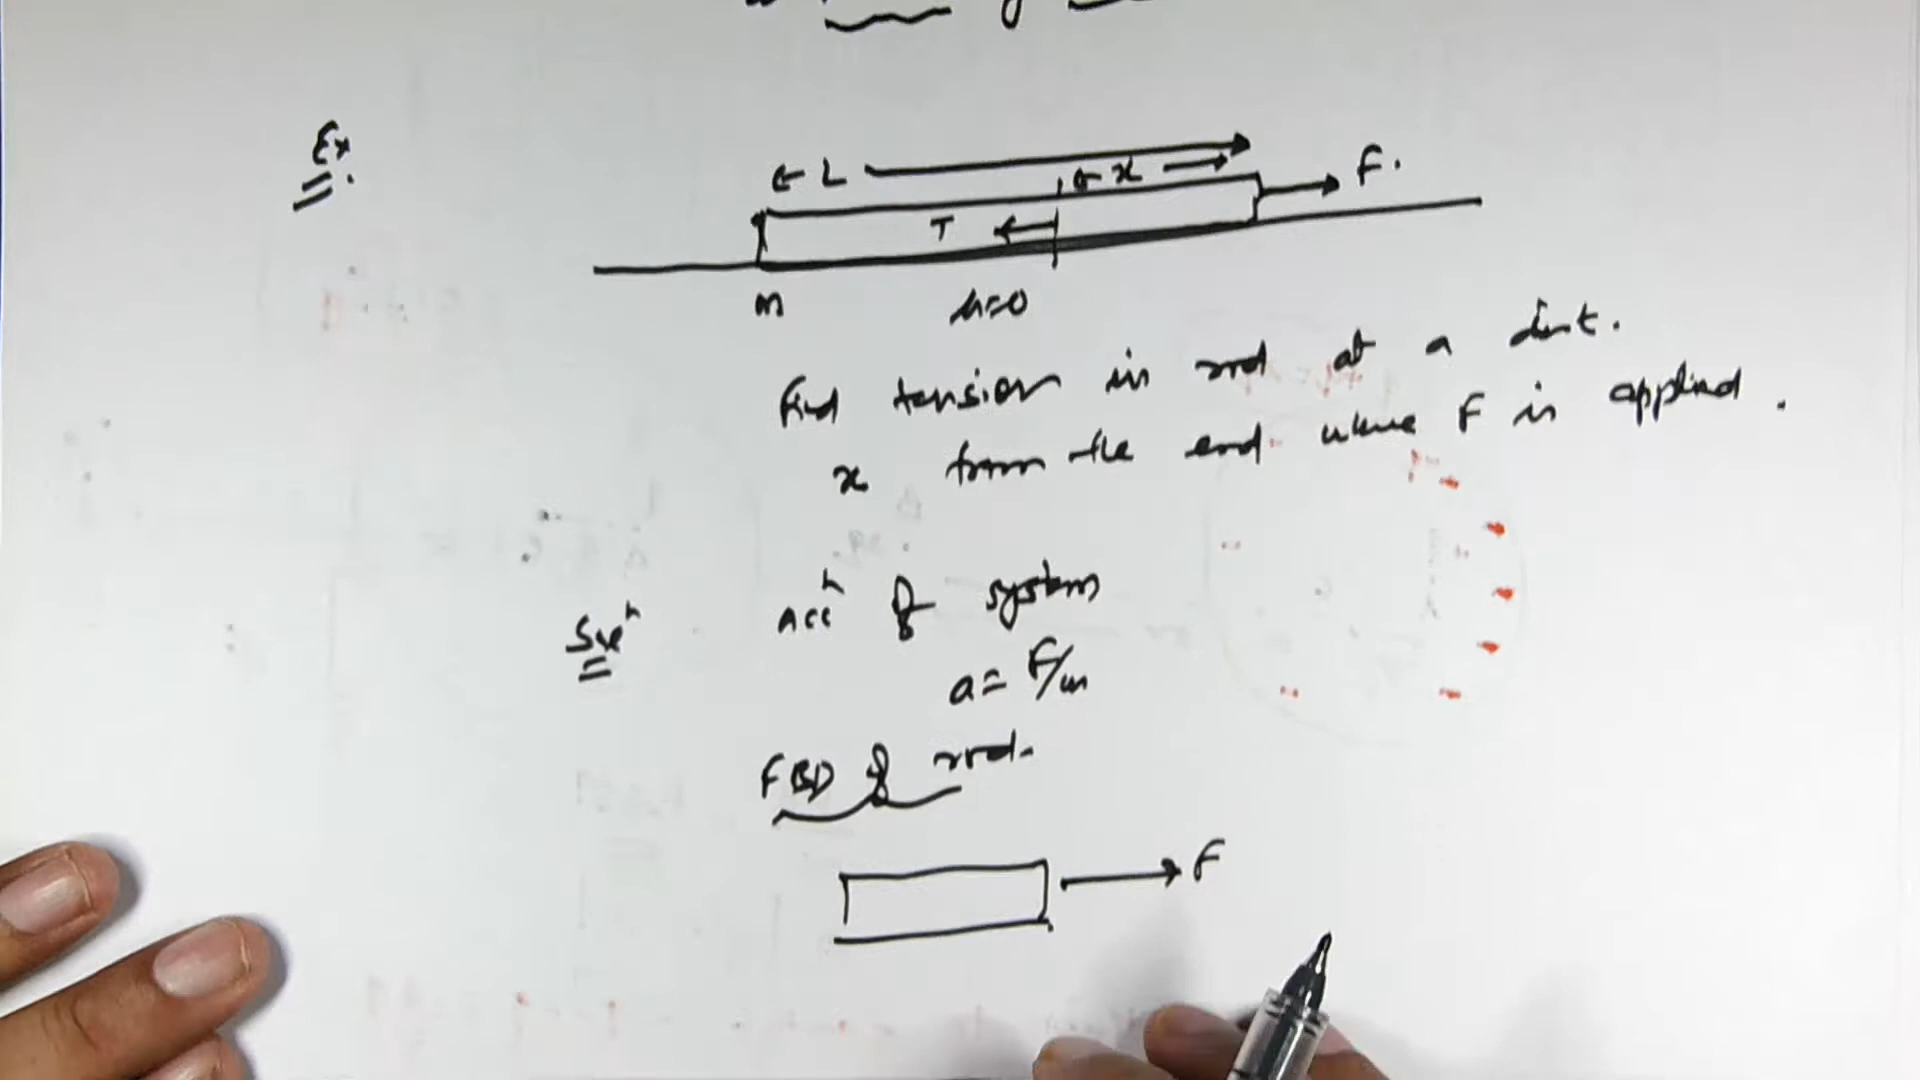 Ex.
← L → F.
← x →
T ←
m μ=0
Find tension in rod at a dist.
x from the end where F is applied.
Solⁿ accⁿ of system
a = F/m
FBD of rod.
F